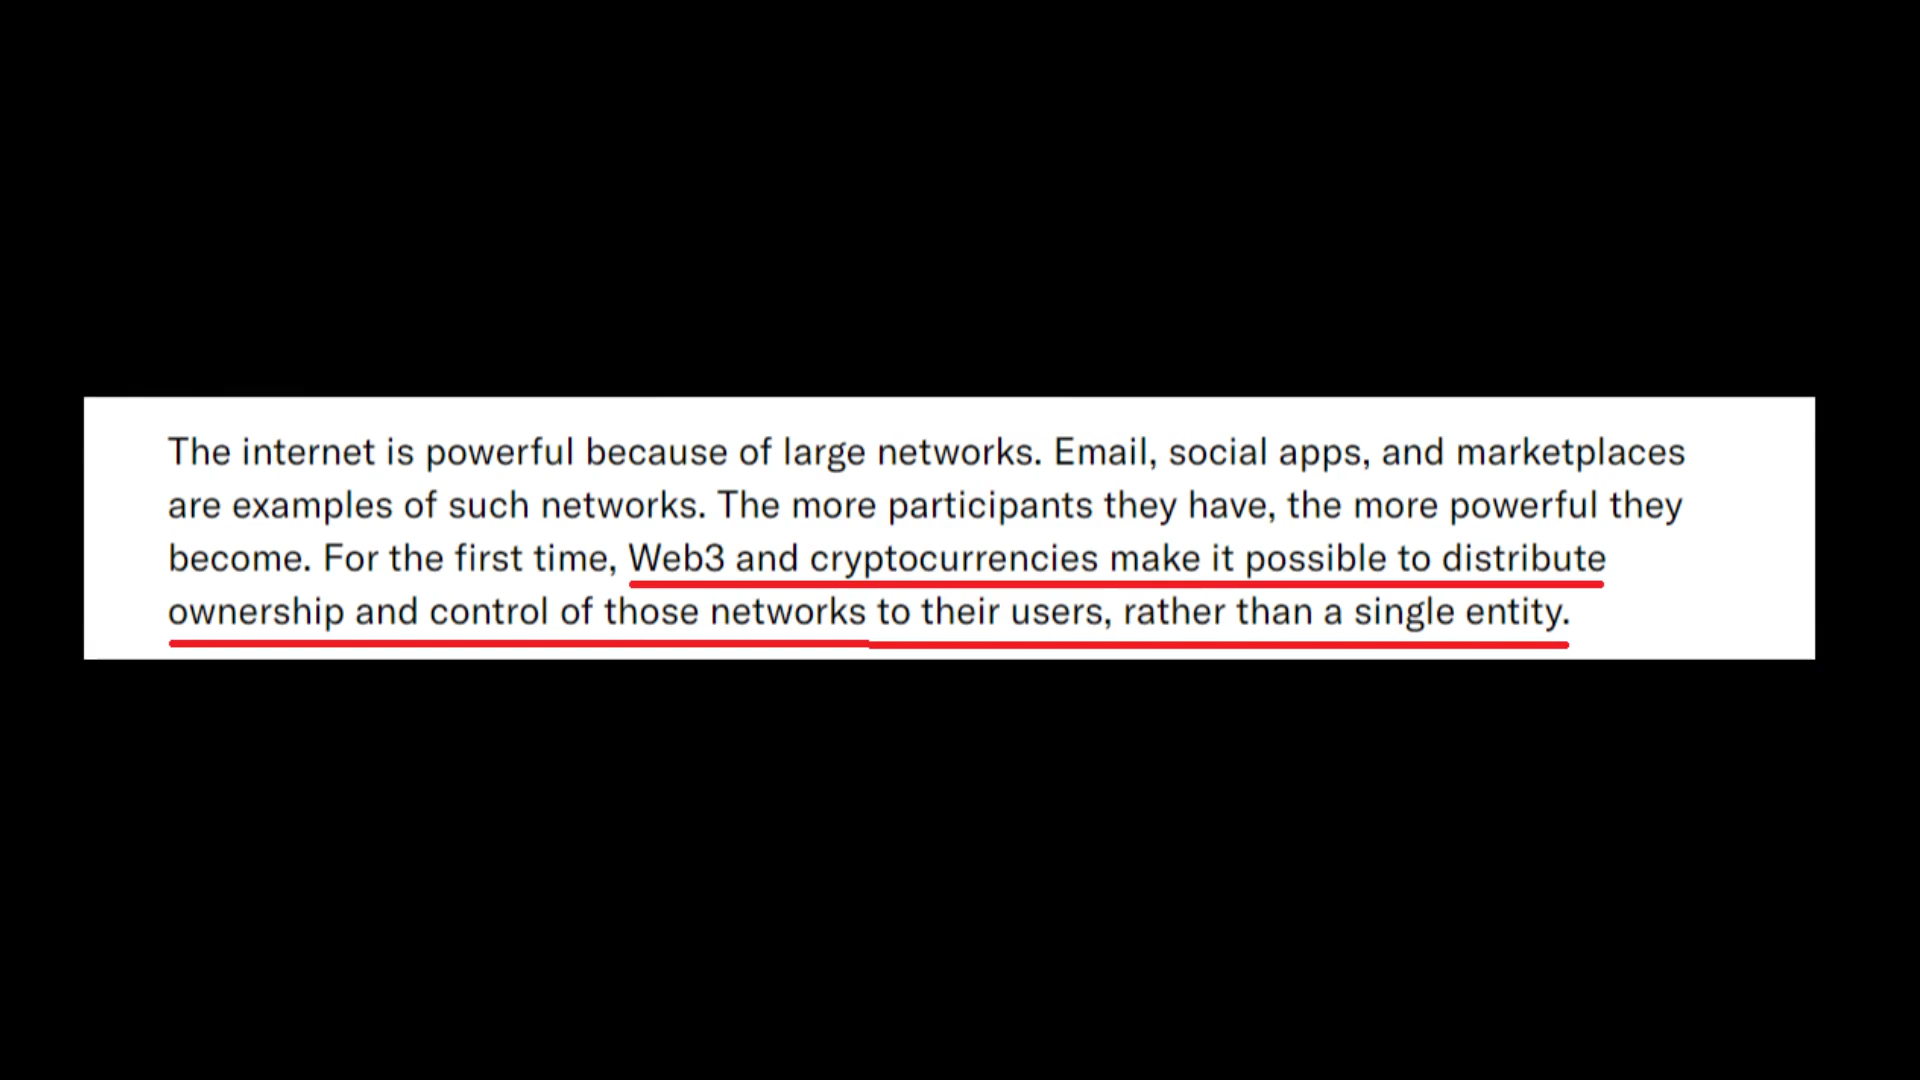 The internet is powerful because of large networks. Email, social apps, and marketplaces
are examples of such networks. The more participants they have, the more powerful they
become. For the first time, Web3 and cryptocurrencies make it possible to distribute
ownership and control of those networks to their users, rather than a single entity.